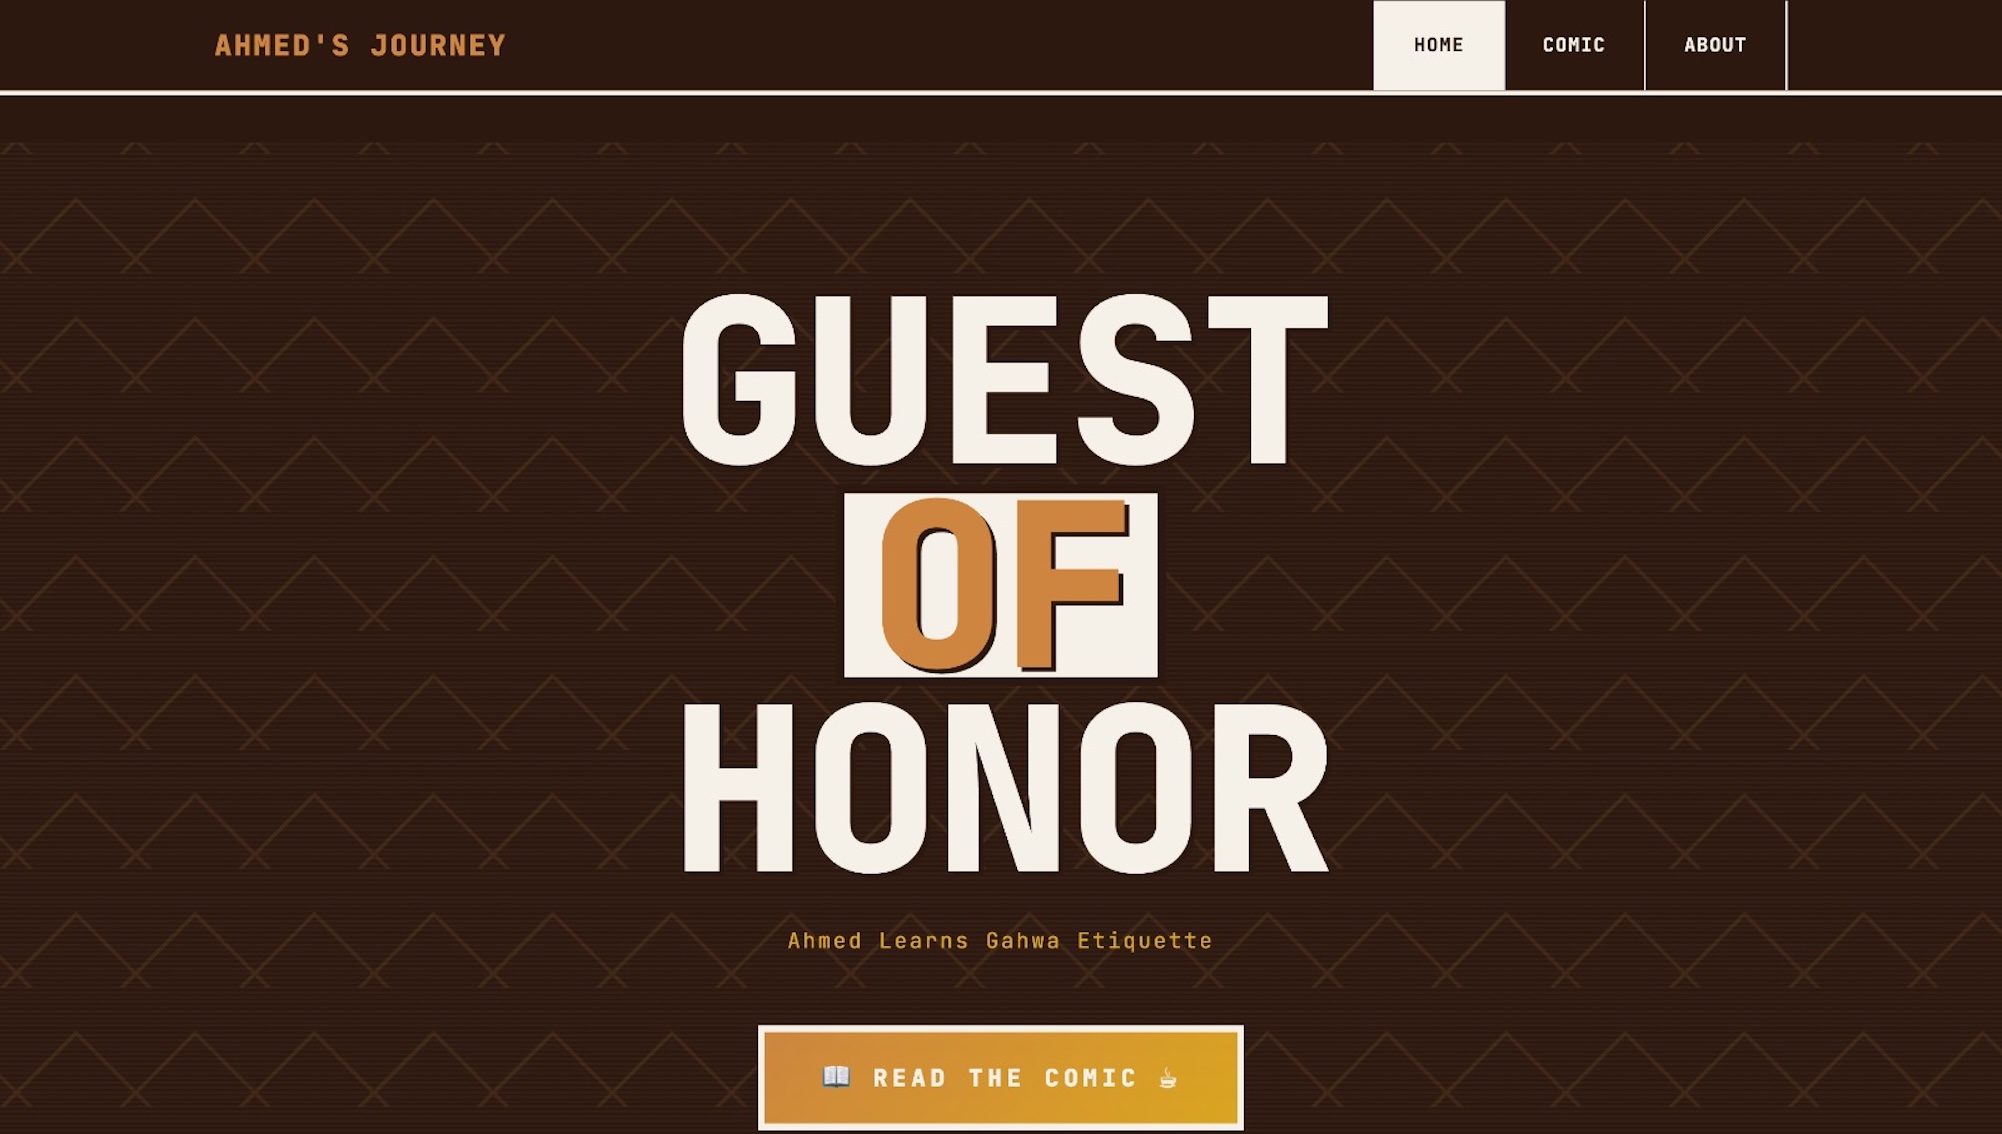 AHMED'S JOURNEY
HOME
COMIC
ABOUT
GUEST
OF
HONOR
Ahmed Learns Gahwa Etiquette
📖 READ THE COMIC ☕